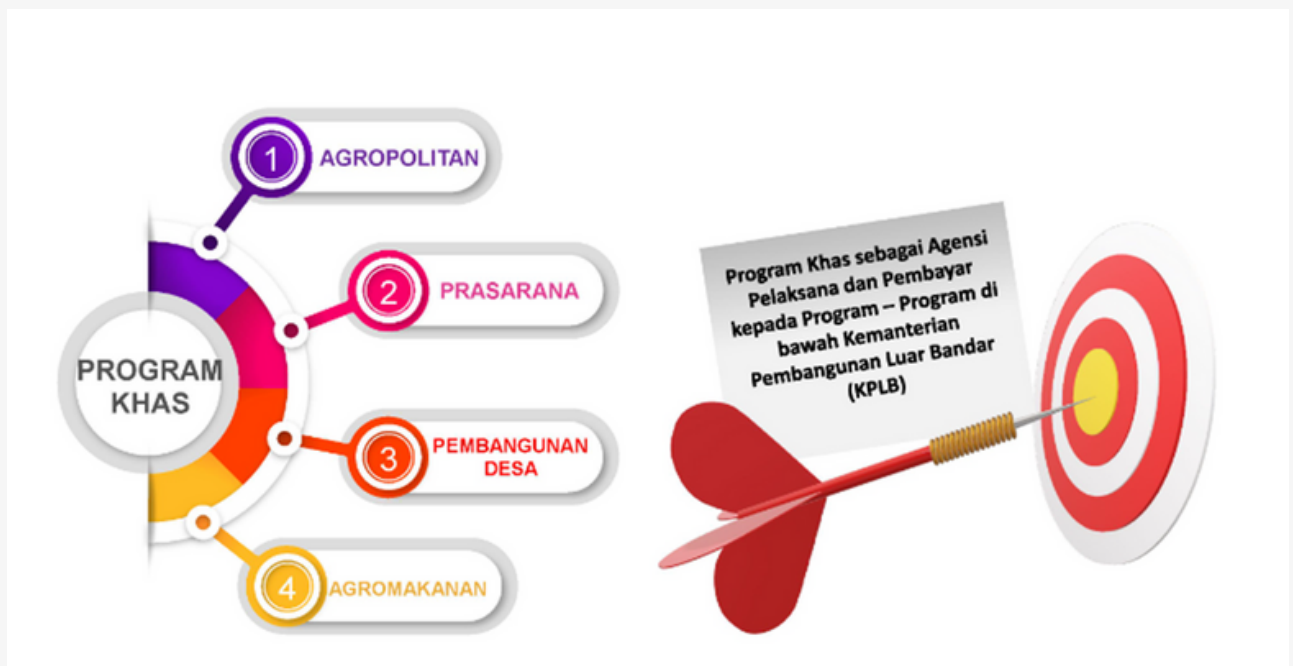 1
AGROPOLITAN
2
PRASARANA
PROGRAM
KHAS
3
PEMBANGUNAN
DESA
4
AGROMAKANAN
Program Khas sebagai Agensi
Pelaksana dan Pembayar
kepada Program – Program di
bawah Kementerian
Pembangunan Luar Bandar
(KPLB)